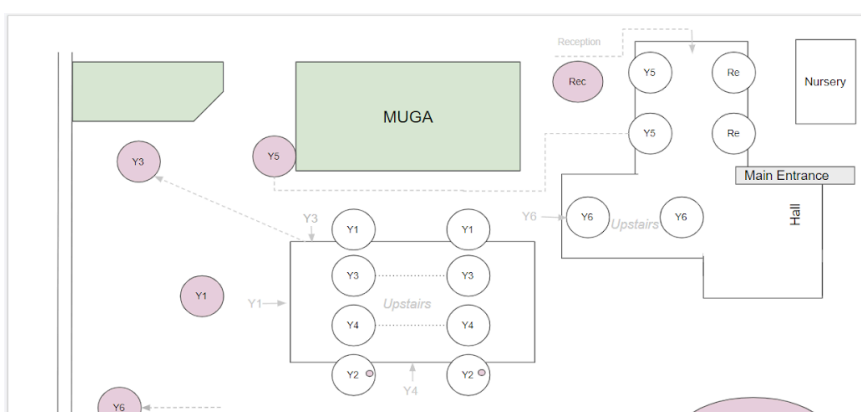 Reception
Y5
Re
Rec
Nursery
MUGA
Y5
Re
Y3
Y5
Main Entrance
Y3
Y6
Y6
Upstairs
Y6
Hall
Y1
Y1
Y3
Y3
Y1
Y1
Upstairs
Y4
Y4
Y2
Y2
Y4
Y6